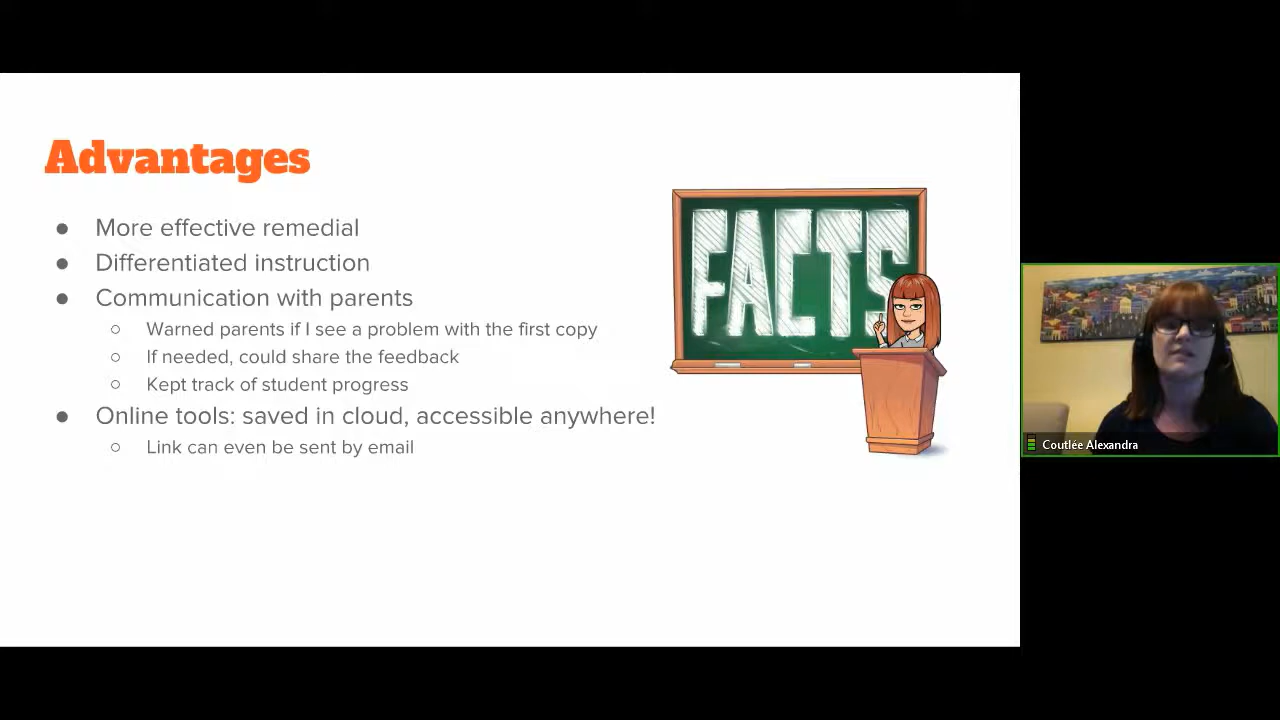 Advantages
● More effective remedial
● Differentiated instruction
● Communication with parents
○ Warned parents if I see a problem with the first copy
○ If needed, could share the feedback
○ Kept track of student progress
● Online tools: saved in cloud, accessible anywhere!
○ Link can even be sent by email
FACTS
Coutlée Alexandra